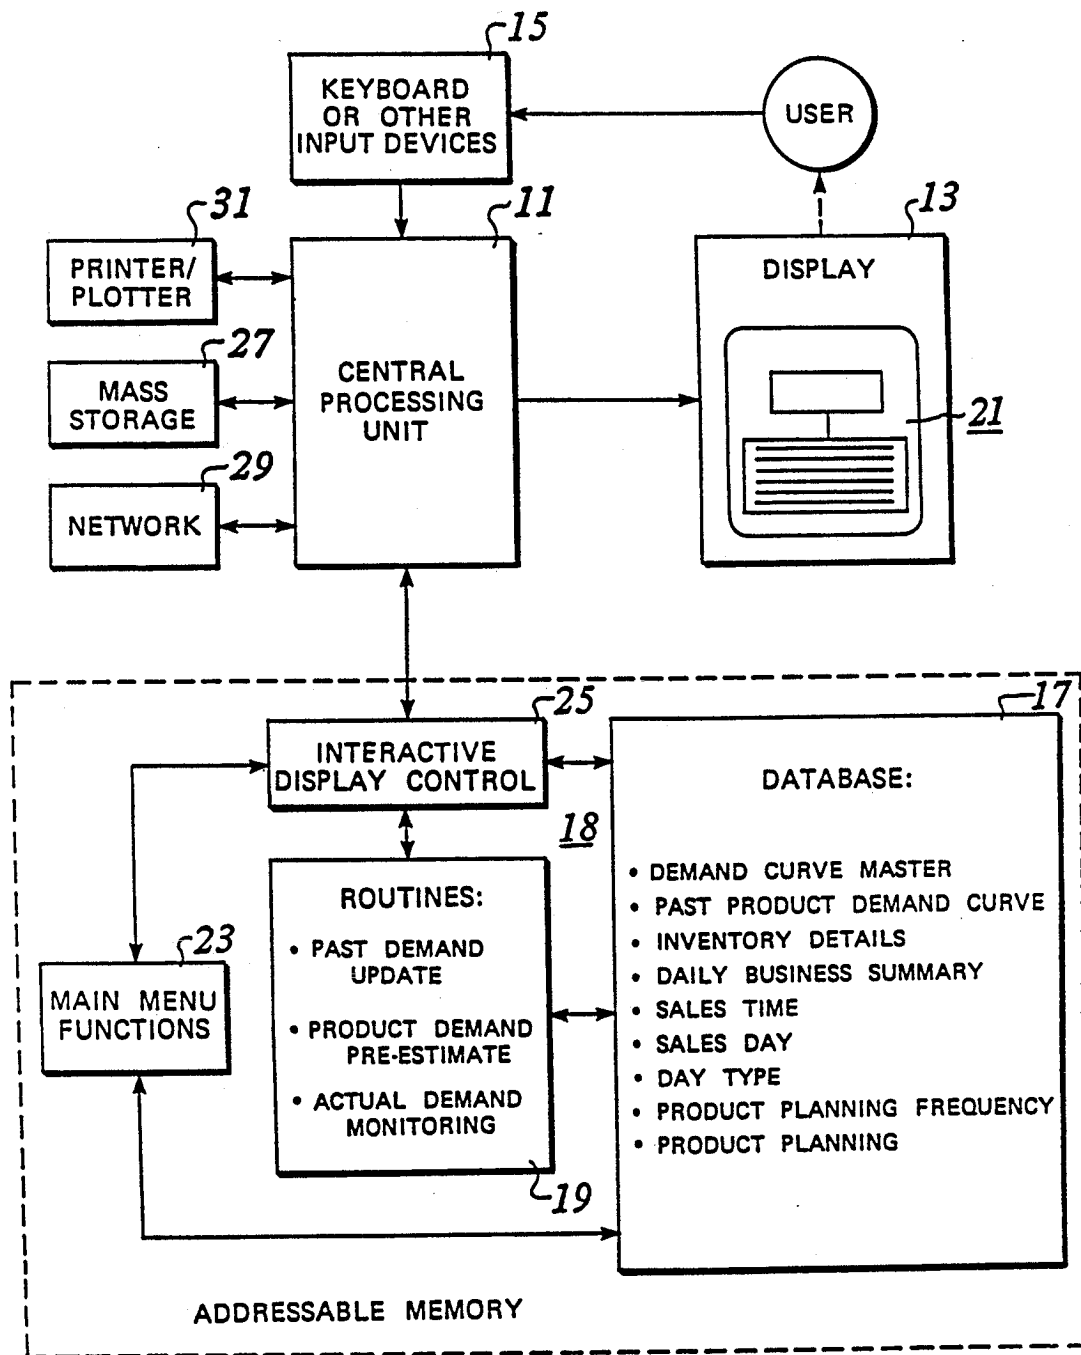 15
KEYBOARD
OR OTHER
INPUT DEVICES
USER
31
PRINTER/
PLOTTER
11
CENTRAL
PROCESSING
UNIT
13
DISPLAY
21
27
MASS
STORAGE
29
NETWORK
25
INTERACTIVE
DISPLAY CONTROL
18
17
DATABASE:
• DEMAND CURVE MASTER
• PAST PRODUCT DEMAND CURVE
• INVENTORY DETAILS
• DAILY BUSINESS SUMMARY
• SALES TIME
• SALES DAY
• DAY TYPE
• PRODUCT PLANNING FREQUENCY
• PRODUCT PLANNING
ROUTINES:
• PAST DEMAND
UPDATE
• PRODUCT DEMAND
PRE-ESTIMATE
• ACTUAL DEMAND
MONITORING
19
23
MAIN MENU
FUNCTIONS
ADDRESSABLE MEMORY